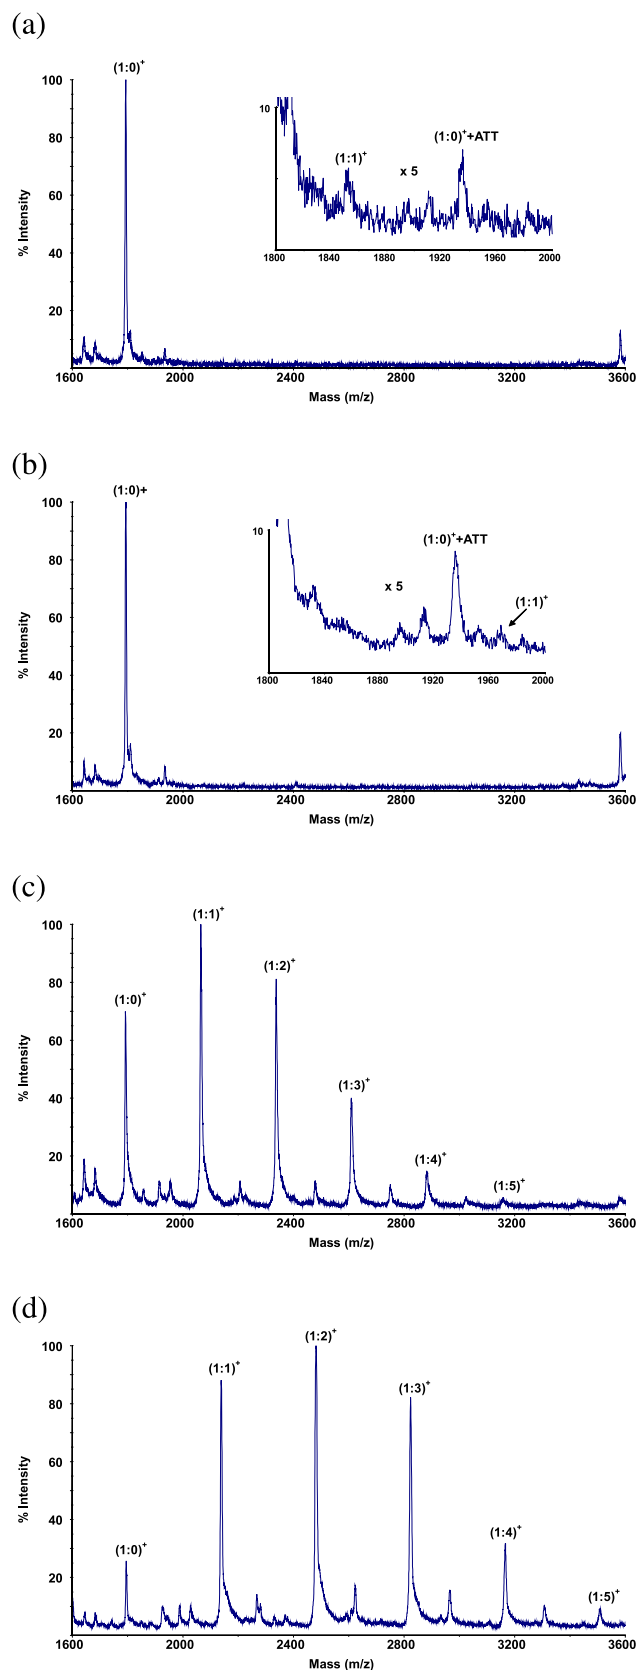 (a)
(1:0)+
100
80
60
40
20
% Intensity
10
(1:1)+
x 5
(1:0)++ATT
1800 1840 1880 1920 1960 2000
1600 2000 2400 2800 3200 3600
Mass (m/z)
(b)
(1:0)+
100
80
60
40
20
% Intensity
10
(1:0)++ATT
x 5
(1:1)+
1800 1840 1880 1920 1960 2000
1600 2000 2400 2800 3200 3600
Mass (m/z)
(c)
100
80
60
40
20
% Intensity
(1:0)+
(1:1)+
(1:2)+
(1:3)+
(1:4)+
(1:5)+
1600 2000 2400 2800 3200 3600
Mass (m/z)
(d)
100
80
60
40
20
% Intensity
(1:0)+
(1:1)+
(1:2)+
(1:3)+
(1:4)+
(1:5)+
1600 2000 2400 2800 3200 3600
Mass (m/z)